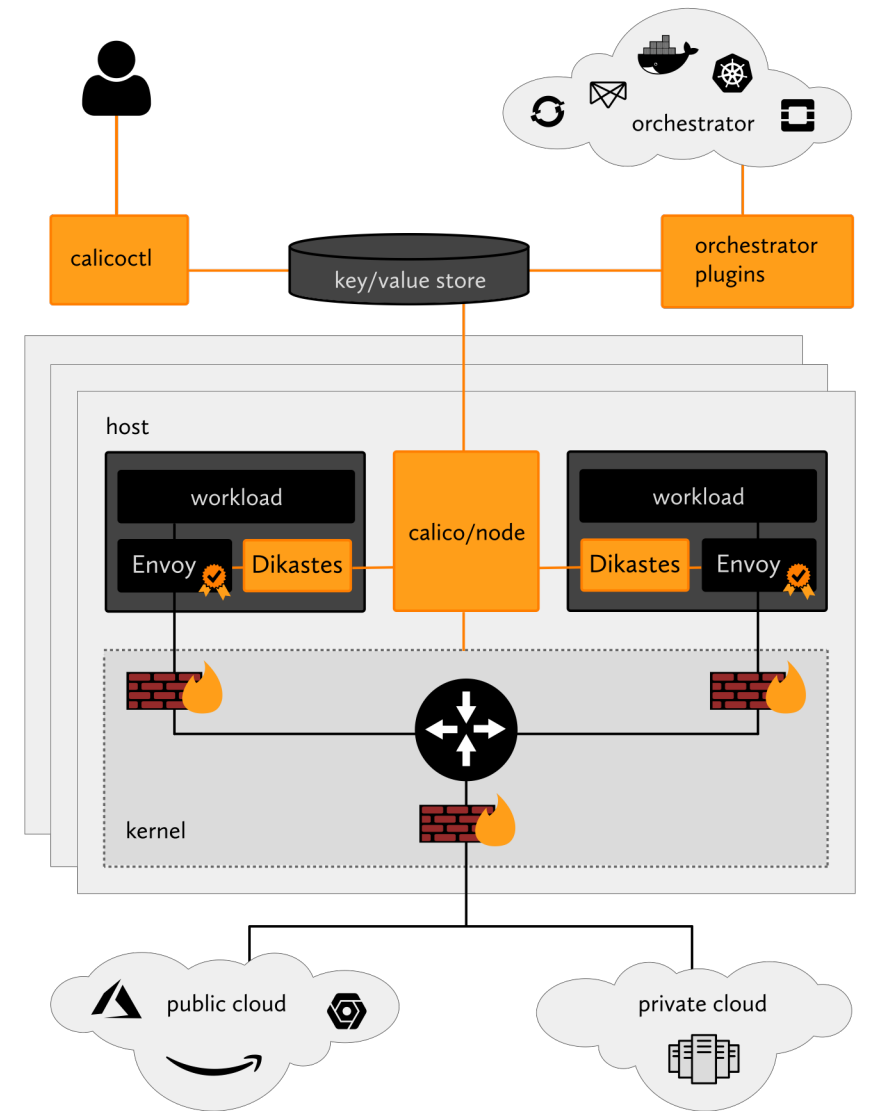 orchestrator
calicoctl
key/value store
orchestrator
plugins
host
workload
calico/node
workload
Envoy
Dikastes
Dikastes
Envoy
kernel
public cloud
private cloud